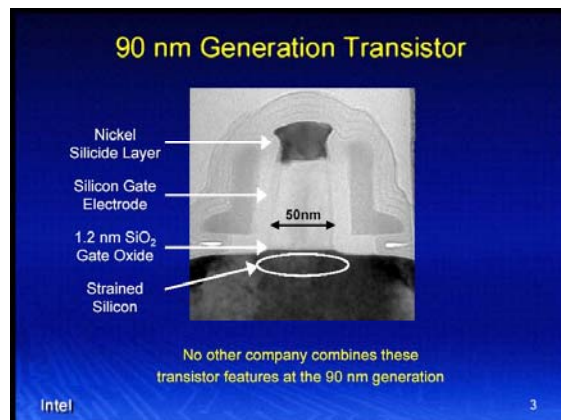 90 nm Generation Transistor
Nickel
Silicide Layer
Silicon Gate
Electrode
50nm
1.2 nm SiO₂
Gate Oxide
Strained
Silicon
No other company combines these
transistor features at the 90 nm generation
Intel
3